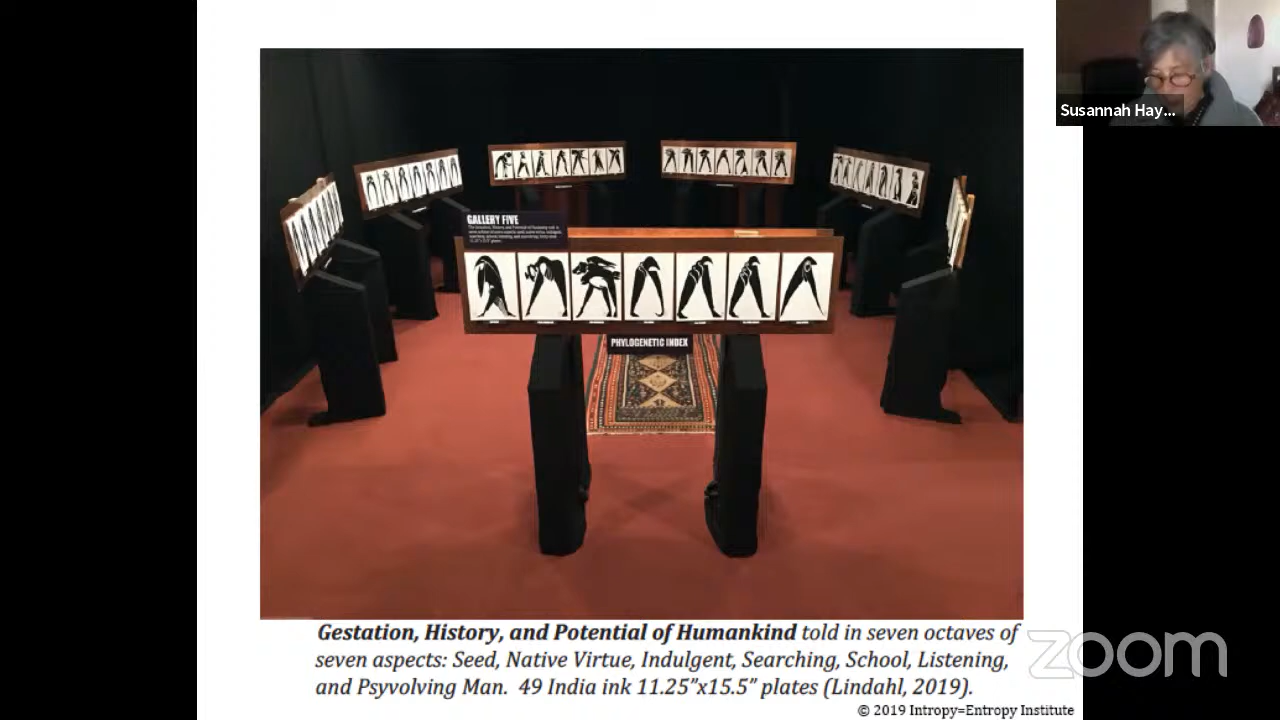 Susannah Hay...
GALLERY FIVE
PHYLOGENETIC INDEX
Gestation, History, and Potential of Humankind told in seven octaves of
seven aspects: Seed, Native Virtue, Indulgent, Searching, School, Listening,
and Psyvolving Man.  49 India ink 11.25”x15.5” plates (Lindahl, 2019).
zoom
© 2019 Intropy=Entropy Institute